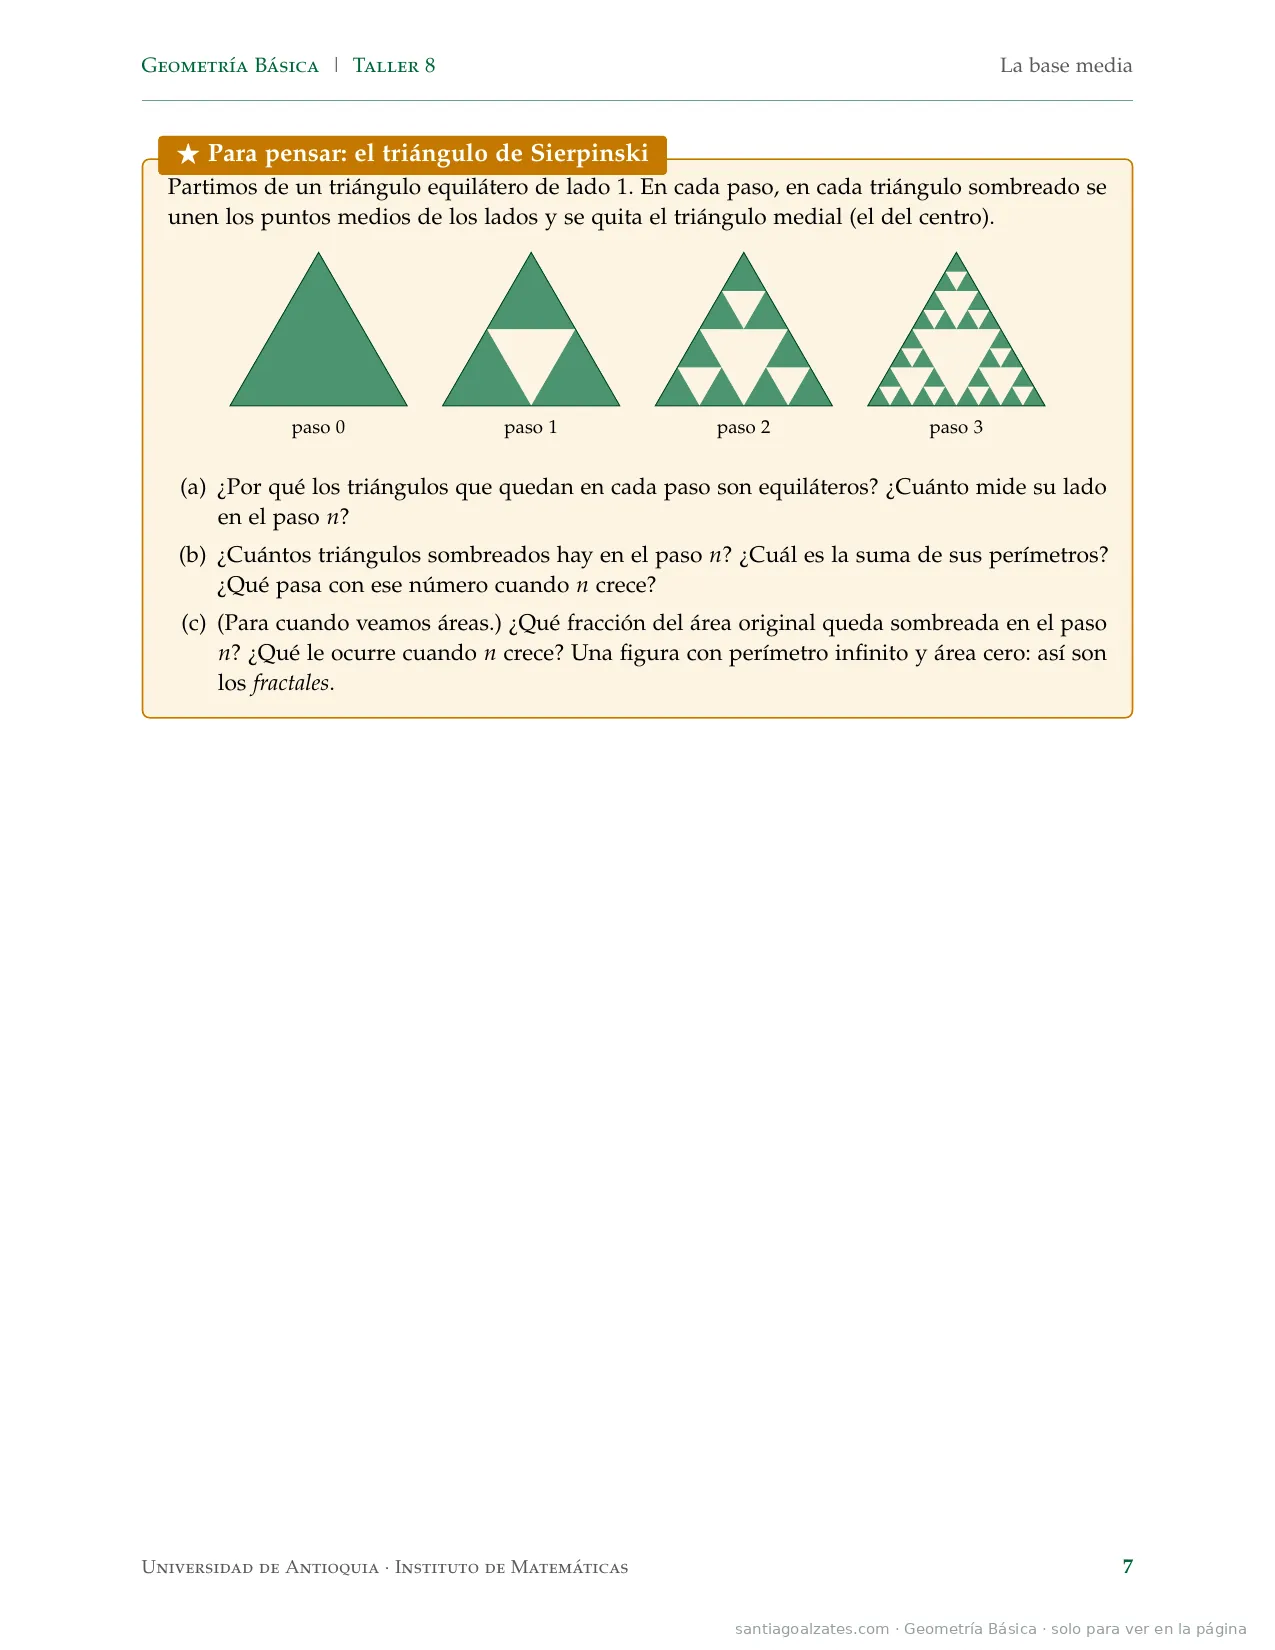 Geometría Básica | Taller 8
La base media
★ Para pensar: el triángulo de Sierpinski
Partimos de un triángulo equilátero de lado 1. En cada paso, en cada triángulo sombreado se
unen los puntos medios de los lados y se quita el triángulo medial (el del centro).
paso 0
paso 1
paso 2
paso 3
(a) ¿Por qué los triángulos que quedan en cada paso son equiláteros? ¿Cuánto mide su lado
en el paso n?
(b) ¿Cuántos triángulos sombreados hay en el paso n? ¿Cuál es la suma de sus perímetros?
¿Qué pasa con ese número cuando n crece?
(c) (Para cuando veamos áreas.) ¿Qué fracción del área original queda sombreada en el paso
n? ¿Qué le ocurre cuando n crece? Una figura con perímetro infinito y área cero: así son
los fractales.
Universidad de Antioquia · Instituto de Matemáticas
7
santiagoalzates.com · Geometría Básica · solo para ver en la página